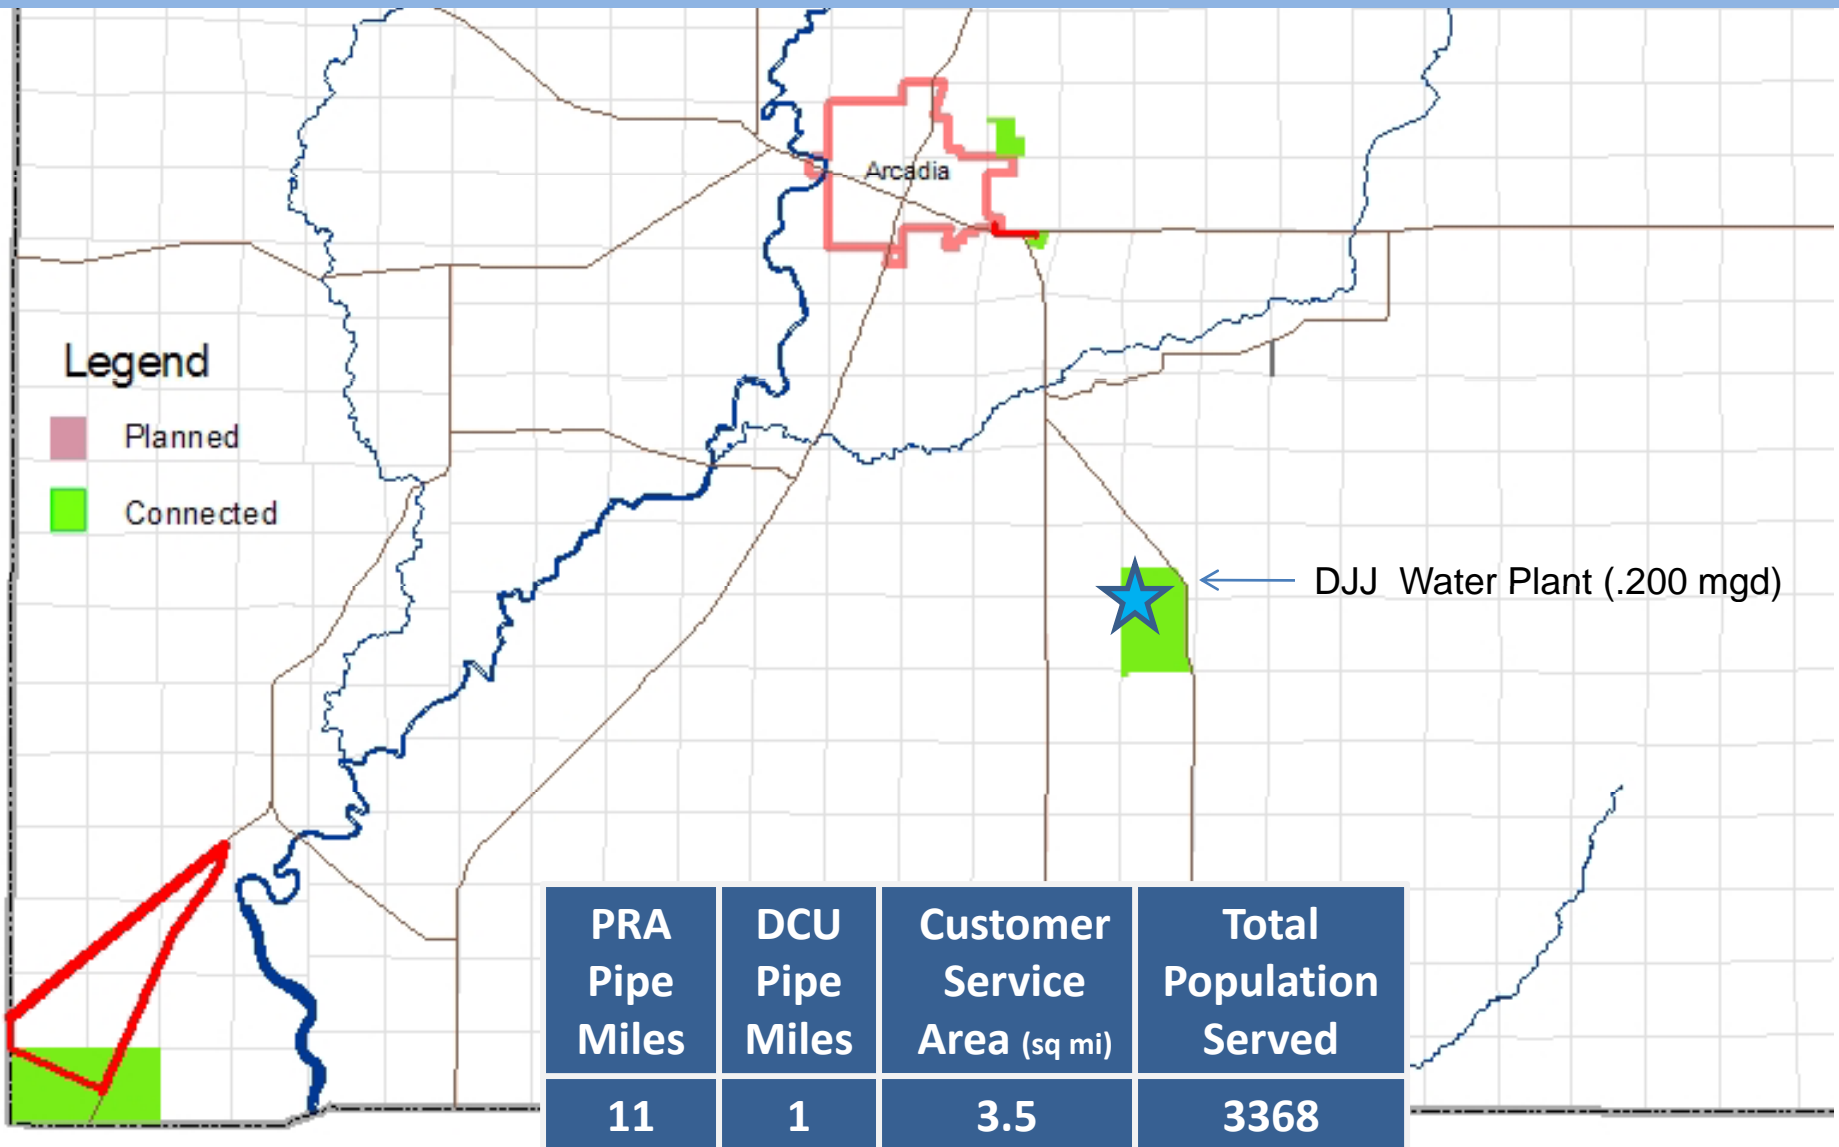 Arcadia
Legend
Planned
Connected
DJJ Water Plant (.200 mgd)
PRA Pipe Miles
DCU Pipe Miles
Customer Service Area (sq mi)
Total Population Served
11
1
3.5
3368